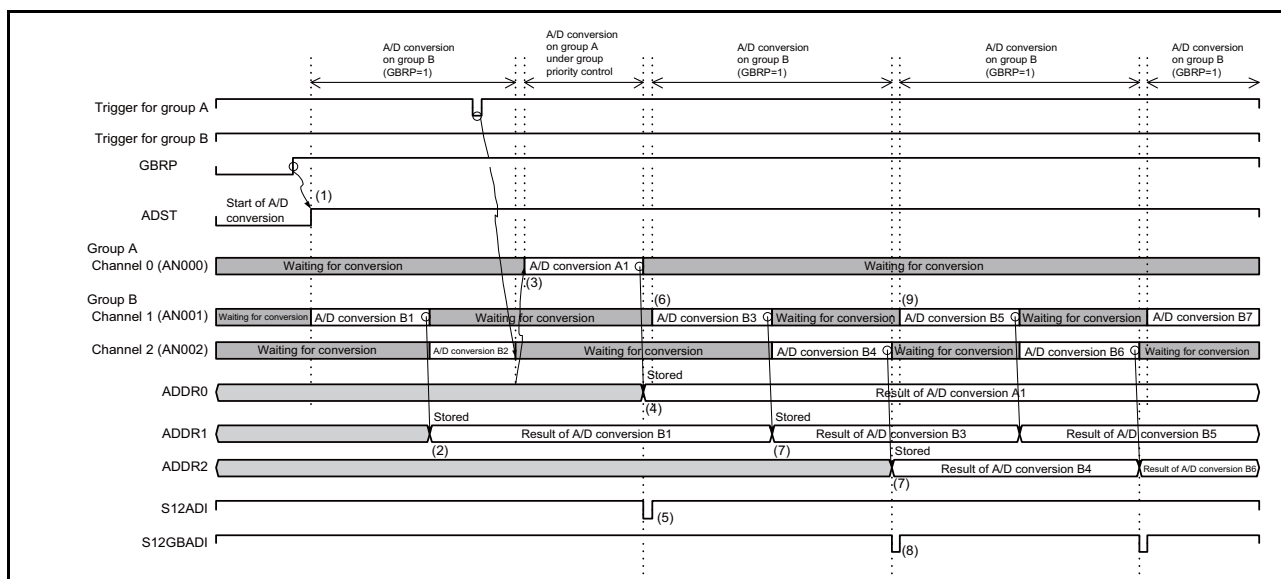 A/D conversion
on group B
(GBRP=1)
A/D conversion
on group A
under group
priority control
A/D conversion
on group B
(GBRP=1)
A/D conversion
on group B
(GBRP=1)
A/D conversion
on group B
(GBRP=1)
Trigger for group A
Trigger for group B
GBRP
(1)
Start of A/D
conversion
ADST
Group A
Channel 0 (AN000)
Waiting for conversion
A/D conversion A1
Waiting for conversion
(3)
Group B
(6)
(9)
Channel 1 (AN001)
Waiting for conversion
A/D conversion B1
Waiting for conversion
A/D conversion B3
Waiting for conversion
A/D conversion B5
Waiting for conversion
A/D conversion B7
Channel 2 (AN002)
Waiting for conversion
A/D conversion B2
Waiting for conversion
A/D conversion B4
Waiting for conversion
A/D conversion B6
Waiting for conversion
Stored
ADDR0
Result of A/D conversion A1
(4)
Stored
Stored
ADDR1
Result of A/D conversion B1
Result of A/D conversion B3
Result of A/D conversion B5
(2)
(7)
Stored
ADDR2
Result of A/D conversion B4
Result of A/D conversion B6
(7)
S12ADI
(5)
S12GBADI
(8)